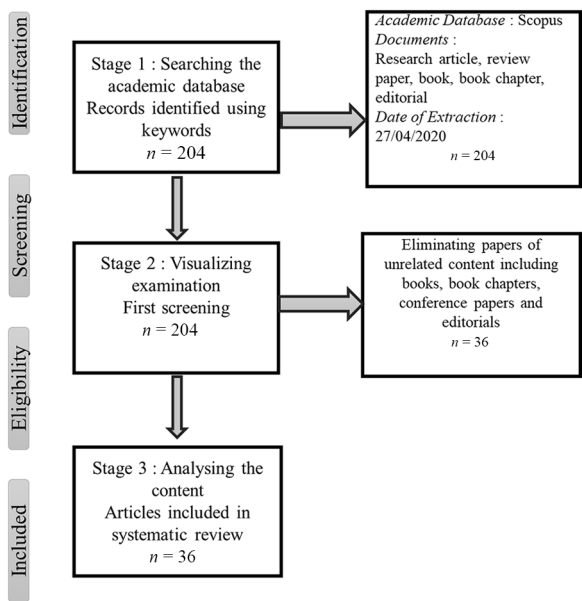 Identification
Stage 1 : Searching the
academic database
Records identified using
keywords
n = 204
Academic Database : Scopus
Documents :
Research article, review
paper, book, book chapter,
editorial
Date of Extraction :
27/04/2020
n = 204
Screening
Stage 2 : Visualizing
examination
First screening
n = 204
Eliminating papers of
unrelated content including
books, book chapters,
conference papers and
editorials
n = 36
Eligibility
Stage 3 : Analysing the
content
Articles included in
systematic review
n = 36
Included